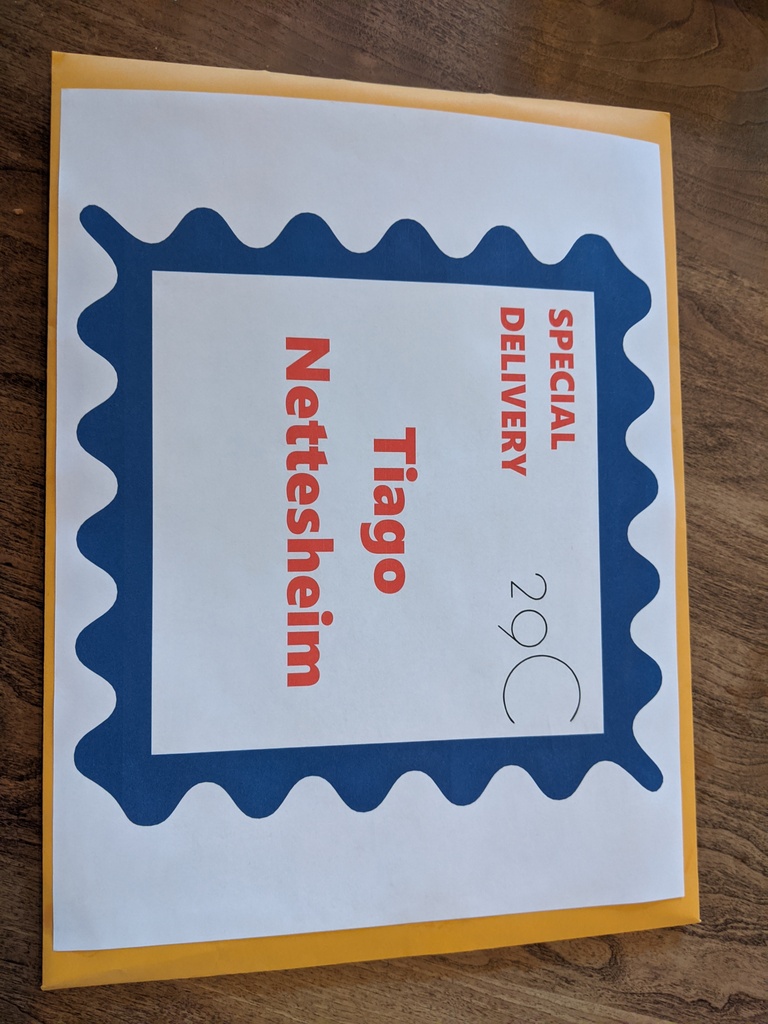 SPECIAL
DELIVERY
29C
Tiago
Nettesheim